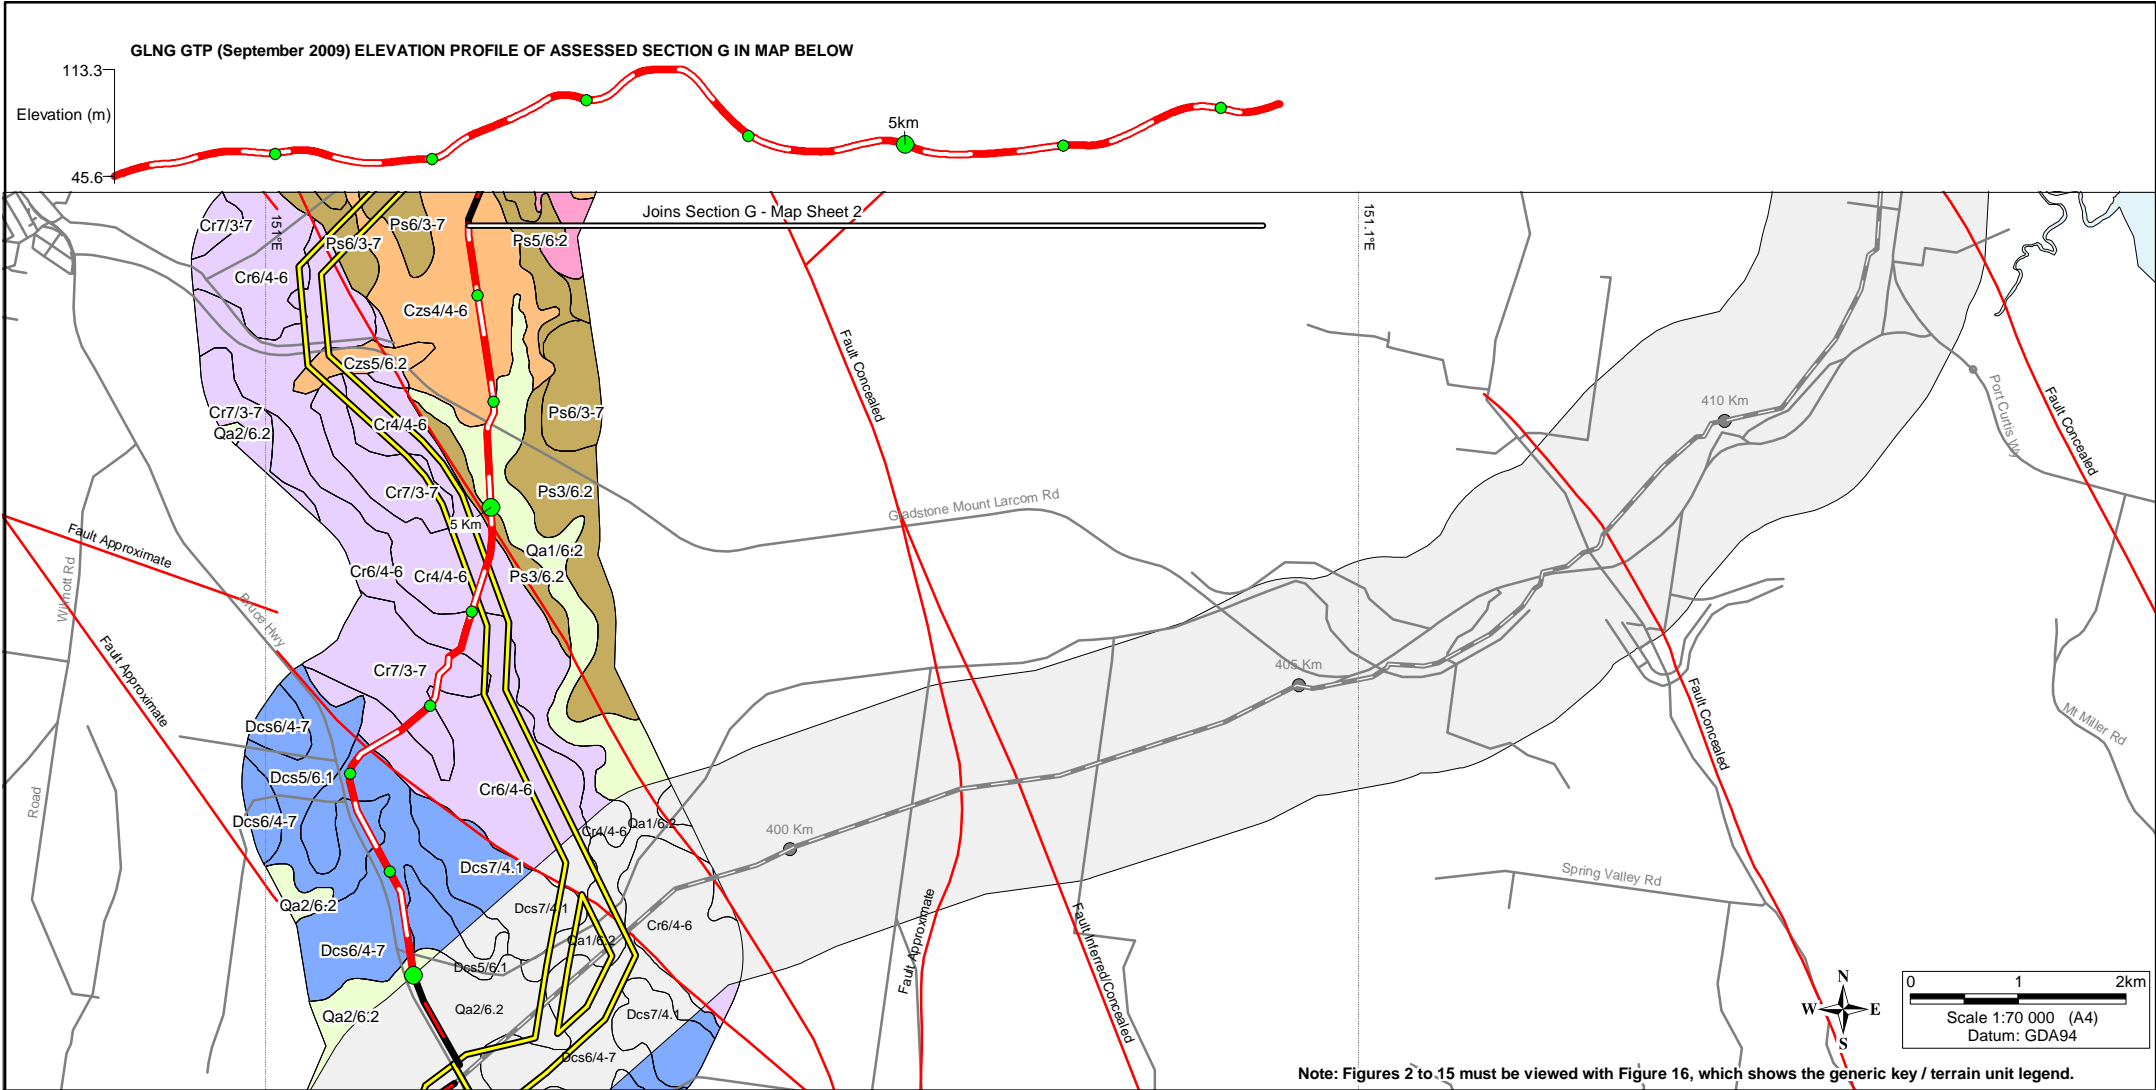 GLNG GTP (September 2009) ELEVATION PROFILE OF ASSESSED SECTION G IN MAP BELOW
113.3
Elevation (m)
45.6
5km
Joins Section G - Map Sheet 2
151°E
151.1°E
Cr7/3-7
Ps6/3-7
Ps6/3-7
Ps5/6.2
Cr6/4-6
Czs4/4-6
Czs5/6.2
Cr7/3-7
Qa2/6.2
Cr4/4-6
Ps6/3-7
Cr7/3-7
Ps3/6.2
5 Km
Qa1/6.2
Ps3/6.2
Cr6/4-6
Cr4/4-6
Cr7/3-7
Dcs6/4-7
Dcs5/6.1
Cr6/4-6
Dcs6/4-7
Cr4/4-6
Qa1/6.2
Dcs7/4.1
Qa2/6.2
Dcs7/4.1
Cr6/4-6
Qa1/6.2
Dcs6/4-7
Dcs5/6.1
Qa2/6.2
Qa2/6.2
Dcs7/4.1
Dcs6/4-7
Fault Approximate
Fault Approximate
Wilmott Rd
Bruce Hwy
Road
Fault Concealed
Gladstone Mount Larcom Rd
400 Km
405 Km
410 Km
Fault Approximate
Fault Inferred/Concealed
Fault Concealed
Fault Concealed
Port Curtis Wy
Mt Miller Rd
Spring Valley Rd
N
W
E
S
0 1 2km
Scale 1:70 000 (A4)
Datum: GDA94
Note: Figures 2 to 15 must be viewed with Figure 16, which shows the generic key / terrain unit legend.